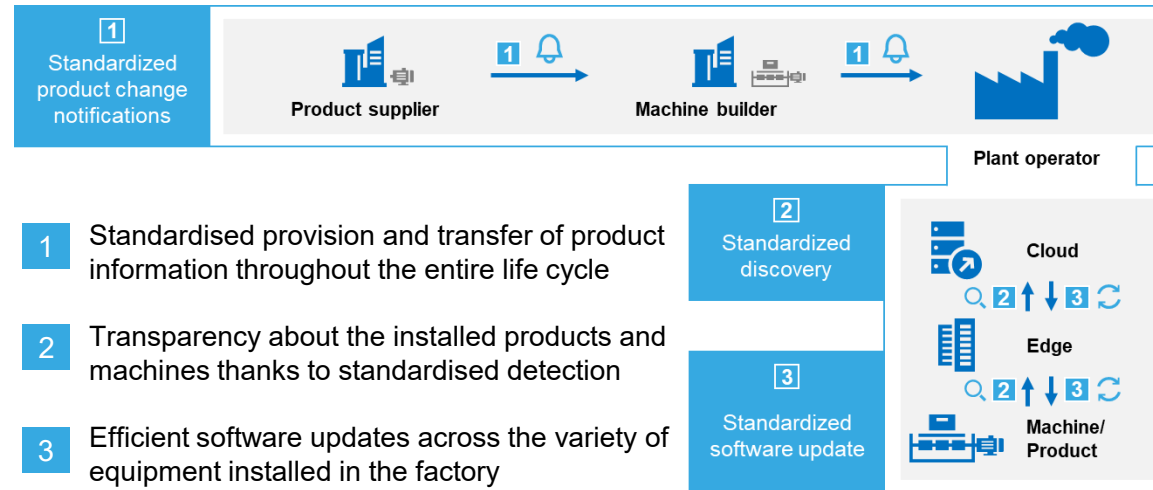 1
Standardized
product change
notifications
1
1
Product supplier
Machine builder
Plant operator
1
Standardised provision and transfer of product
information throughout the entire life cycle
2
Transparency about the installed products and
machines thanks to standardised detection
3
Efficient software updates across the variety of
equipment installed in the factory
2
Standardized
discovery
3
Standardized
software update
Cloud
2 3
Edge
2 3
Machine/
Product